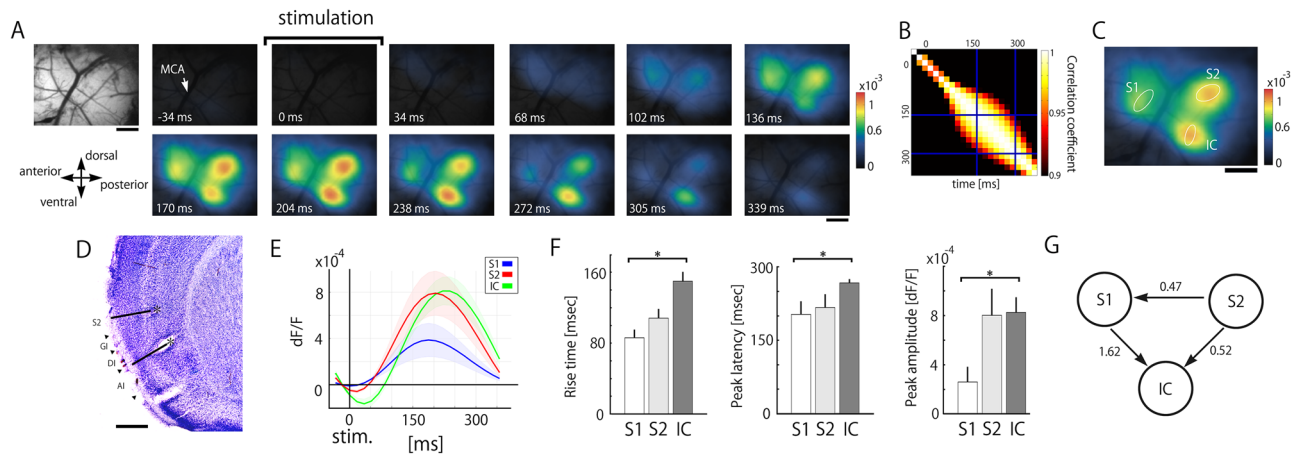 stimulation
A
MCA
-34 ms
0 ms
34 ms
68 ms
102 ms
136 ms
x10⁻³
1
0.6
0
dorsal
anterior
posterior
ventral
170 ms
204 ms
238 ms
272 ms
305 ms
339 ms
B
0 150 300
0
150
300
time [ms]
1
0.95
0.9
Correlation coefficient
C
S1
S2
IC
x10⁻³
1
0.6
0
D
S2
GI
DI
AI
*
*
E
x10⁻⁴
8
4
0
dF/F
S1
S2
IC
0 150 300
stim.
[ms]
F
160
80
0
Rise time [msec]
*
S1 S2 IC
300
150
0
Peak latency [msec]
*
S1 S2 IC
x10⁻⁴
8
4
0
Peak amplitude [dF/F]
*
S1 S2 IC
G
S1
0.47
S2
1.62
0.52
IC